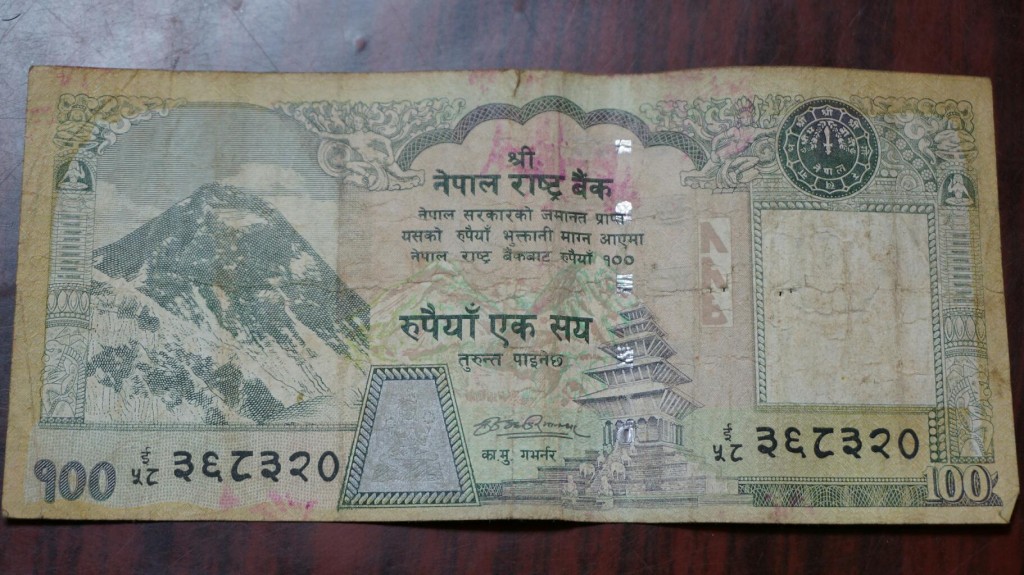 श्री
नेपाल राष्ट्र बैंक
नेपाल सरकारको जमानत प्राप्त
यसको रुपैयाँ भुक्तानी माग्न आएमा
नेपाल राष्ट्र बैंकबाट रुपैयाँ १००
रुपैयाँ एक सय
तुरुन्त पाइनेछ
का.मु. गभर्नर
५८ ३६८३२०
५८ ३६८३२०
१००
100